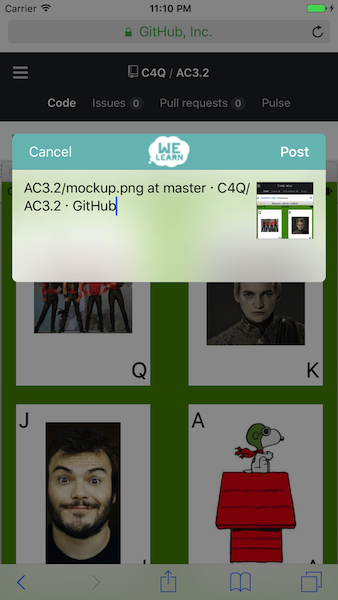 Carrier 11:10 PM
GitHub, Inc.
C4Q / AC3.2
Code Issues 0 Pull requests 0 Pulse
Cancel WE LEARN Post
AC3.2/mockup.png at master · C4Q/
AC3.2 · GitHub
Q K
J A